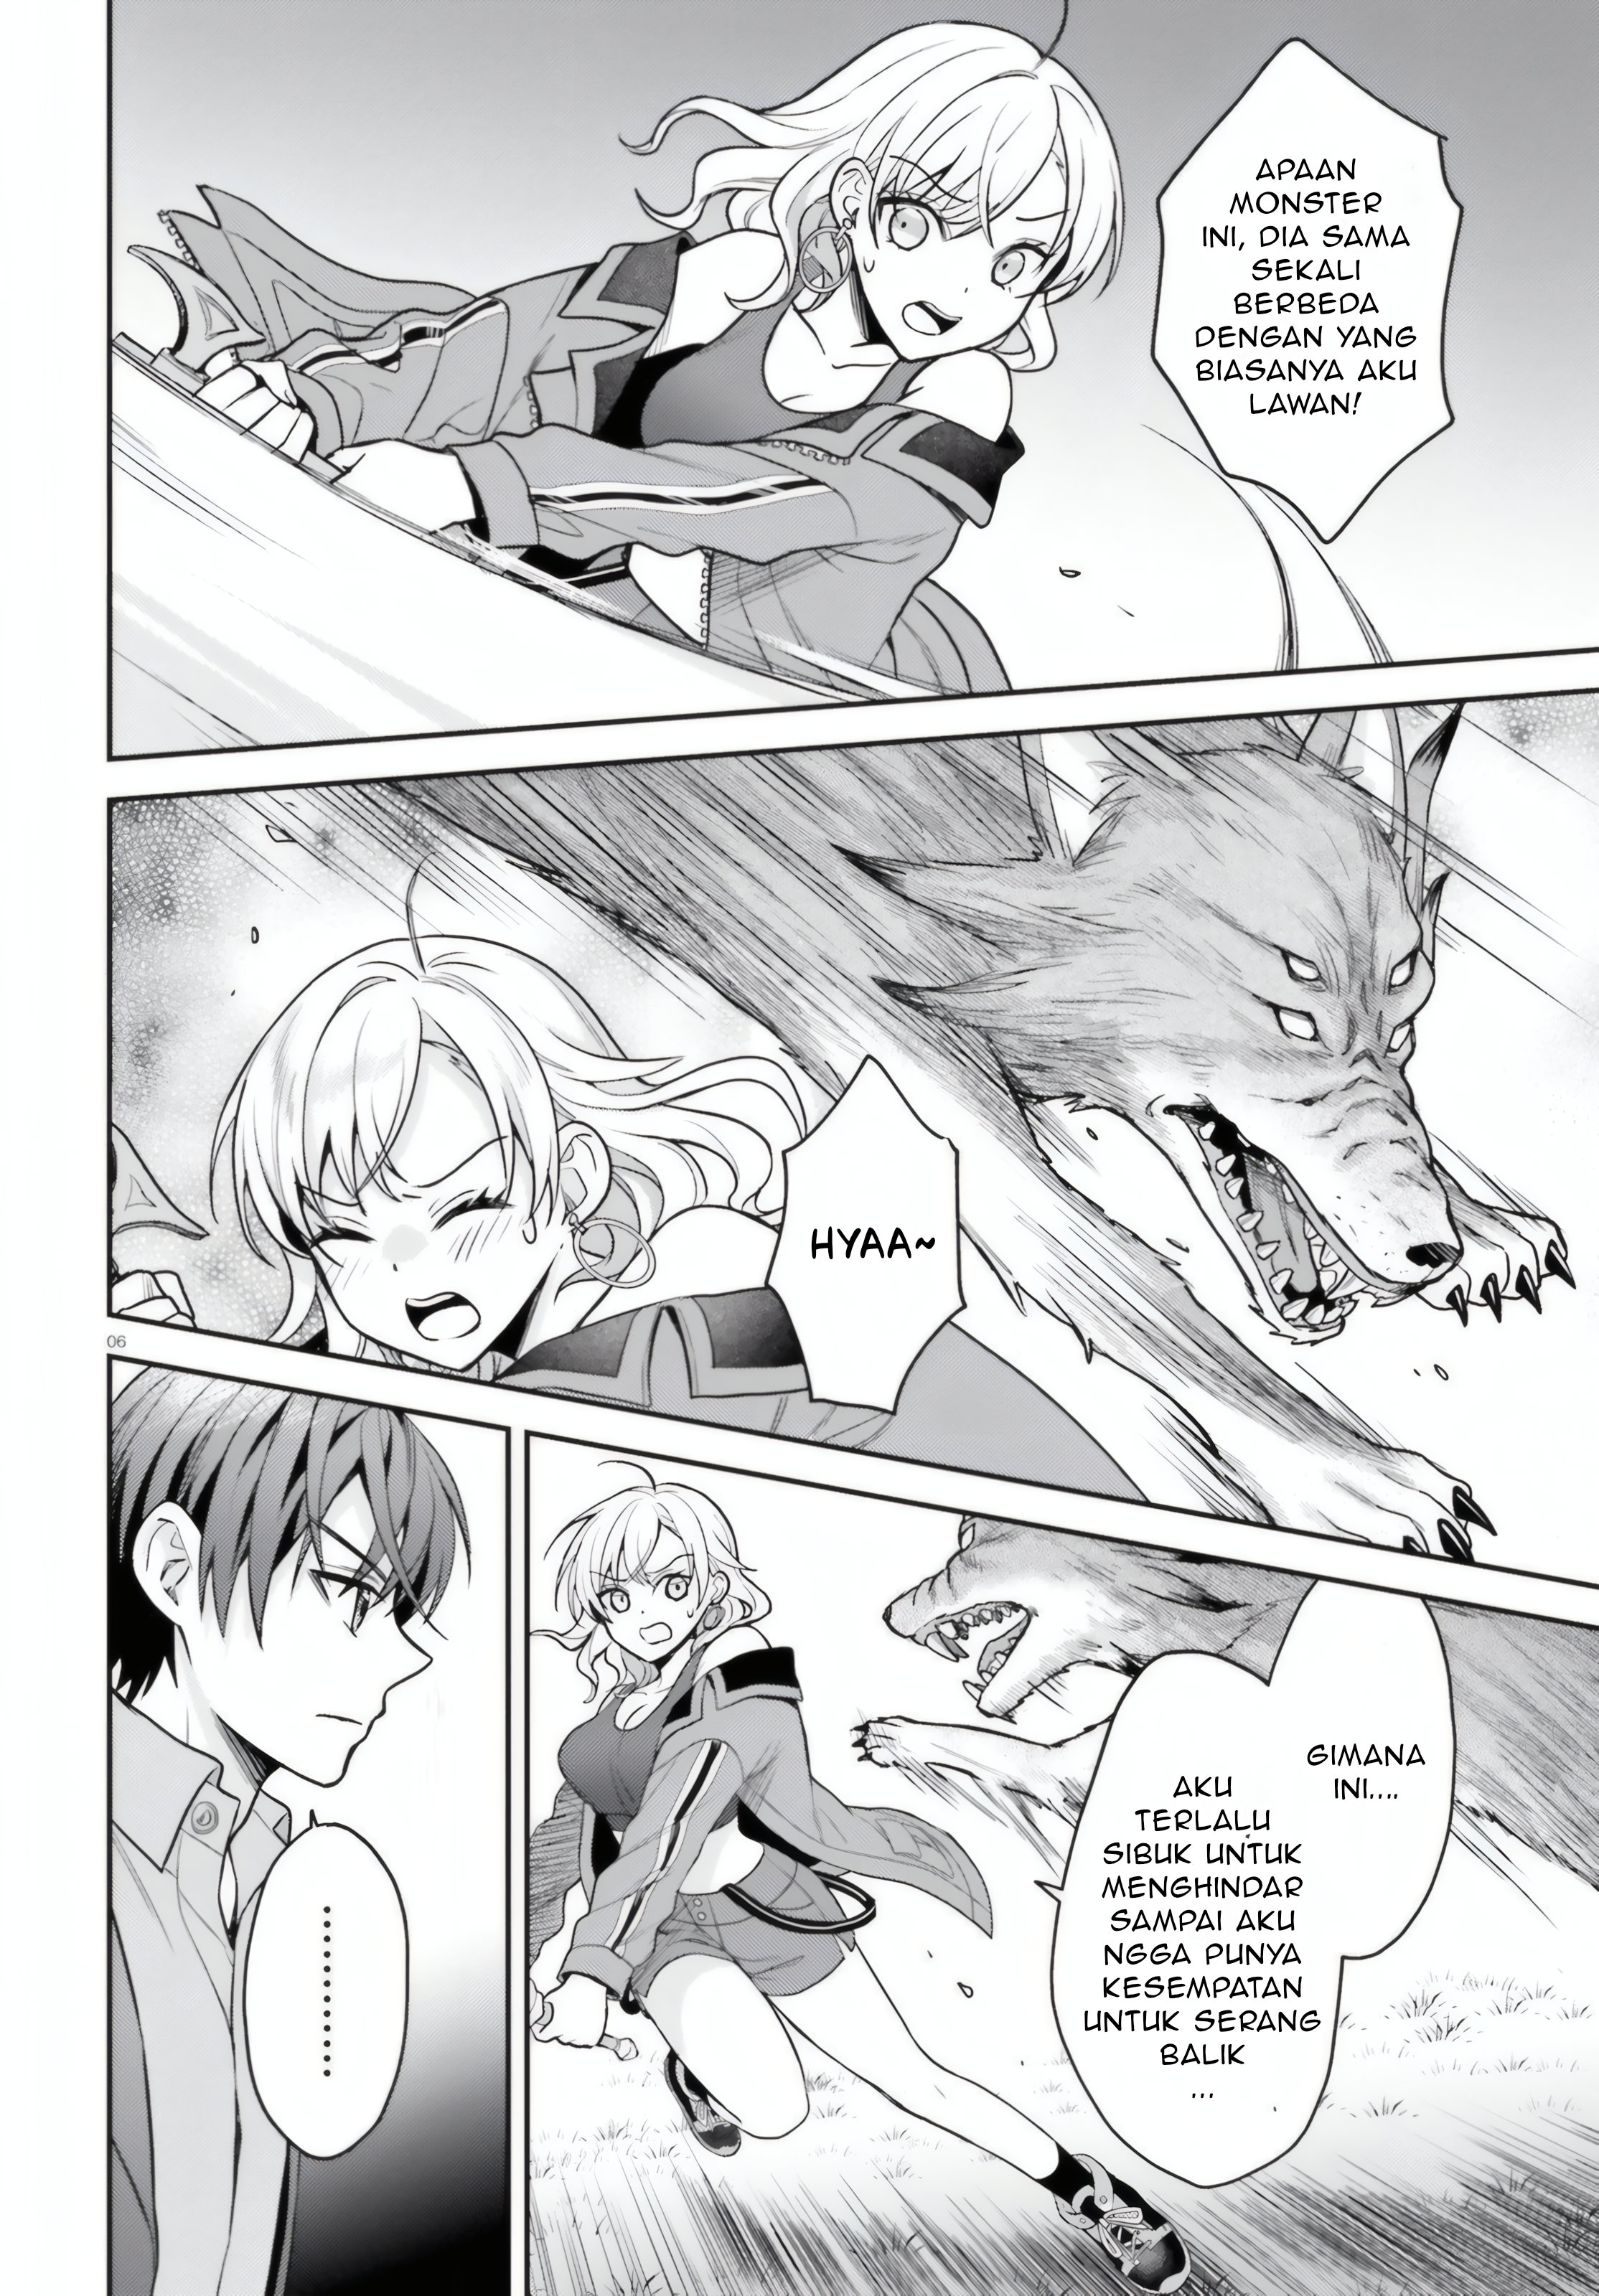 APAAN
MONSTER
INI, DIA SAMA
SEKALI
BERBEDA
DENGAN YANG
BIASANYA AKU
LAWAN!
HYAA~
06
GIMANA
INI....
AKU
TERLALU
SIBUK UNTUK
MENGHINDAR
SAMPAI AKU
NGGA PUNYA
KESEMPATAN
UNTUK SERANG
BALIK
...
...........